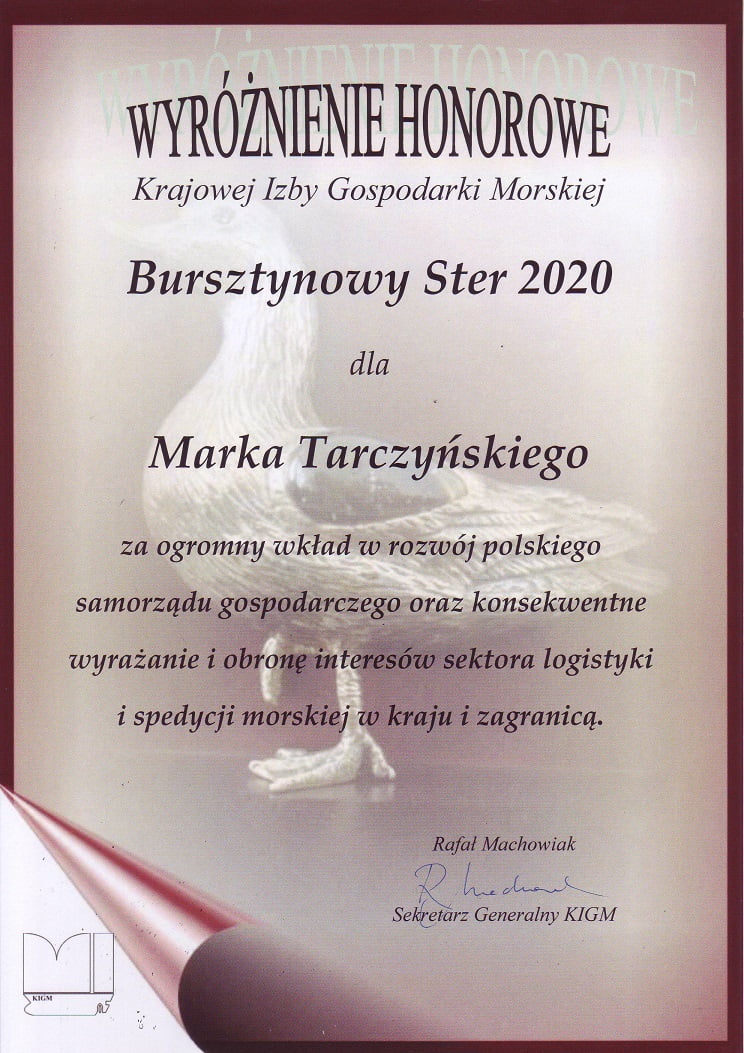 WYRÓŻNIENIE HONOROWE
WYRÓŻNIENIE HONOROWE
Krajowej Izby Gospodarki Morskiej
Bursztynowy Ster 2020
dla
Marka Tarczyńskiego
za ogromny wkład w rozwój polskiego
samorządu gospodarczego oraz konsekwentne
wyrażanie i obronę interesów sektora logistyki
i spedycji morskiej w kraju i zagranicą.
Rafał Machowiak
Sekretarz Generalny KIGM
KIGM